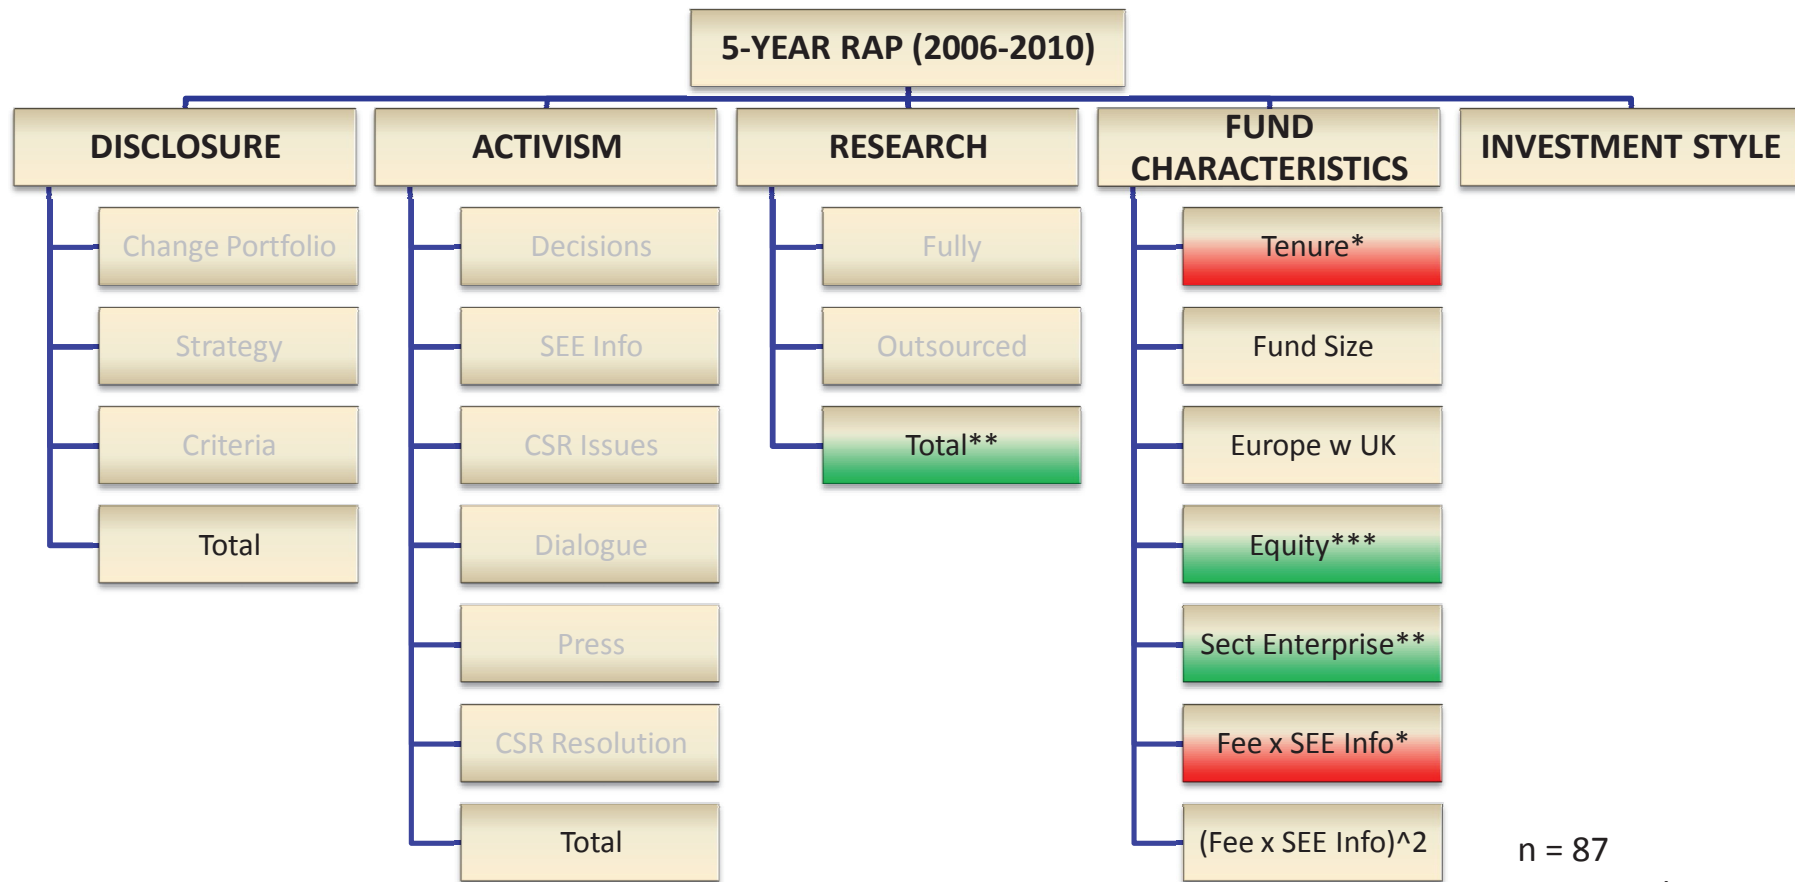 5-YEAR RAP (2006-2010)
DISCLOSURE
Change Portfolio
Strategy
Criteria
Total
ACTIVISM
Decisions
SEE Info
CSR Issues
Dialogue
Press
CSR Resolution
Total
RESEARCH
Fully
Outsourced
Total**
FUND
CHARACTERISTICS
Tenure*
Fund Size
Europe w UK
Equity***
Sect Enterprise**
Fee x SEE Info*
(Fee x SEE Info)^2
INVESTMENT STYLE
n = 87